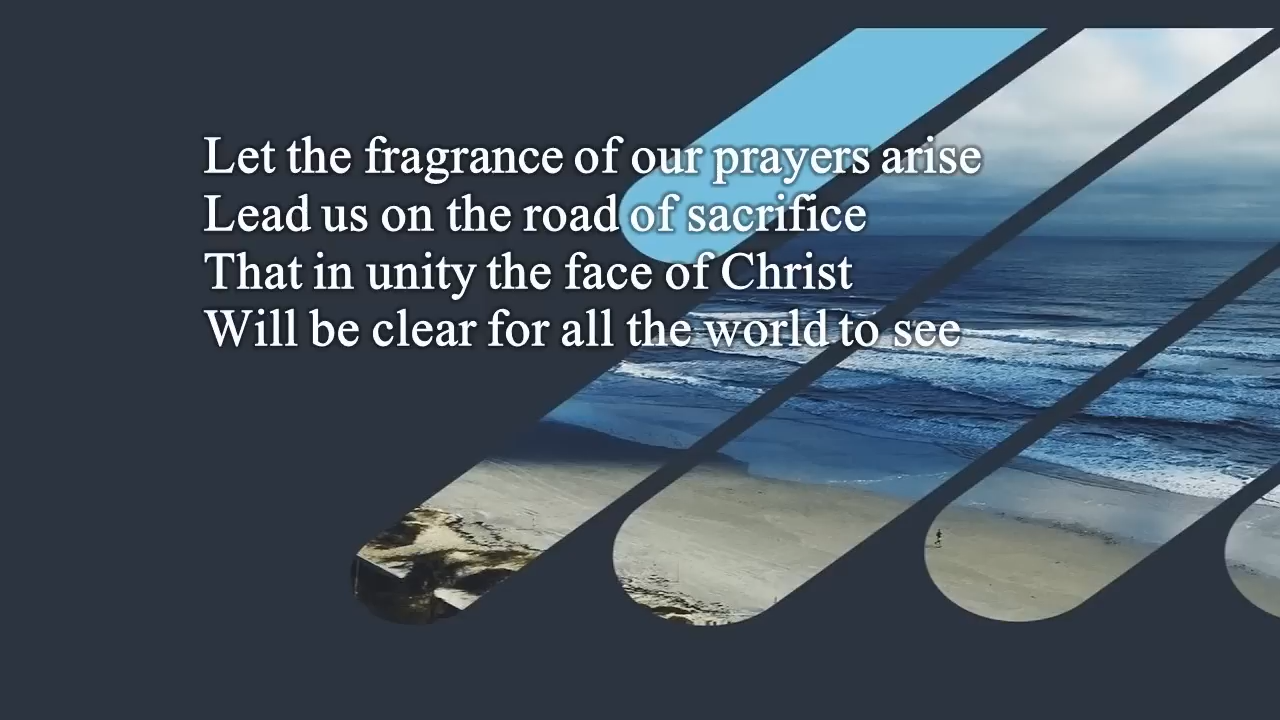 Let the fragrance of our prayers arise
Lead us on the road of sacrifice
That in unity the face of Christ
Will be clear for all the world to see